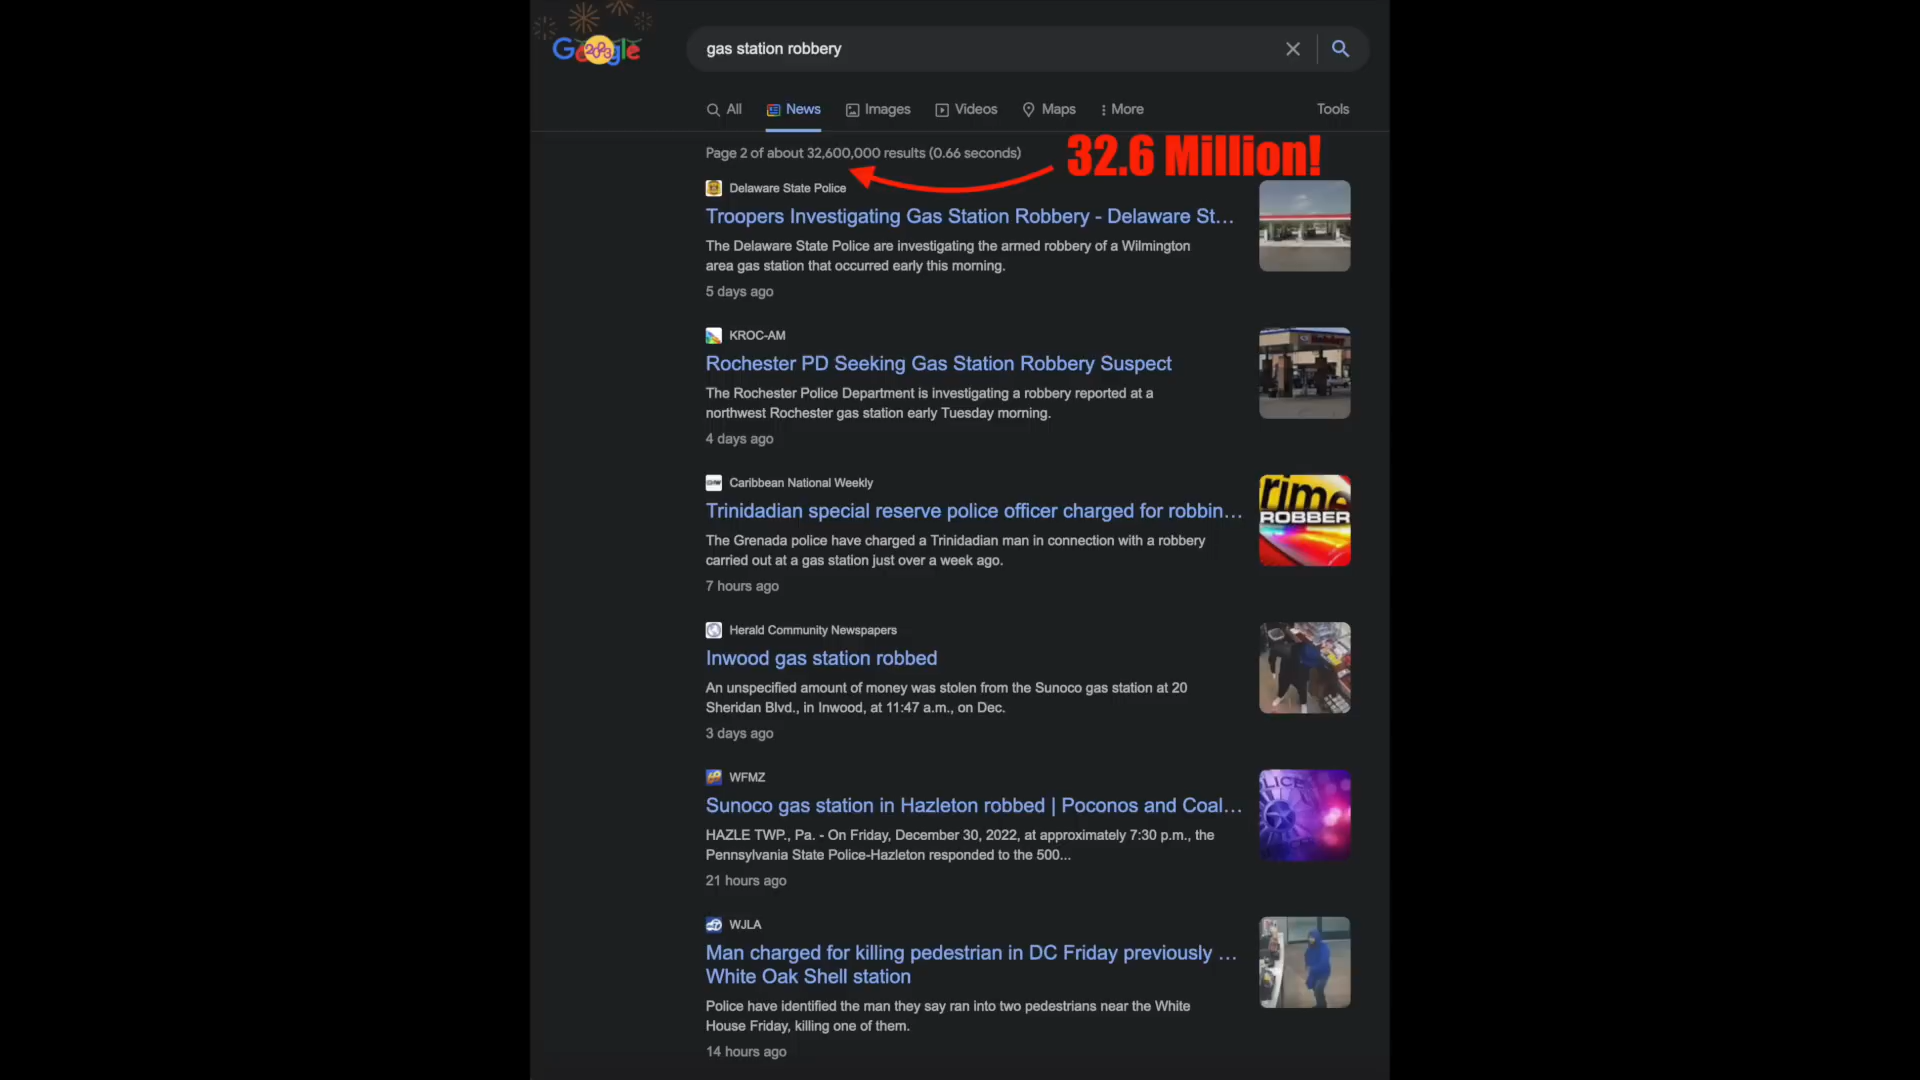 Google
2023
gas station robbery
All
News
Images
Videos
Maps
More
Tools
Page 2 of about 32,600,000 results (0.66 seconds)
32.6 Million!
Delaware State Police
Troopers Investigating Gas Station Robbery - Delaware St...
The Delaware State Police are investigating the armed robbery of a Wilmington
area gas station that occurred early this morning.
5 days ago
KROC-AM
Rochester PD Seeking Gas Station Robbery Suspect
The Rochester Police Department is investigating a robbery reported at a
northwest Rochester gas station early Tuesday morning.
4 days ago
Caribbean National Weekly
Trinidadian special reserve police officer charged for robbin...
The Grenada police have charged a Trinidadian man in connection with a robbery
carried out at a gas station just over a week ago.
7 hours ago
rime
ROBBER
Herald Community Newspapers
Inwood gas station robbed
An unspecified amount of money was stolen from the Sunoco gas station at 20
Sheridan Blvd., in Inwood, at 11:47 a.m., on Dec.
3 days ago
WFMZ
Sunoco gas station in Hazleton robbed | Poconos and Coal...
HAZLE TWP., Pa. - On Friday, December 30, 2022, at approximately 7:30 p.m., the
Pennsylvania State Police-Hazleton responded to the 500...
21 hours ago
LICE
WJLA
Man charged for killing pedestrian in DC Friday previously ...
White Oak Shell station
Police have identified the man they say ran into two pedestrians near the White
House Friday, killing one of them.
14 hours ago